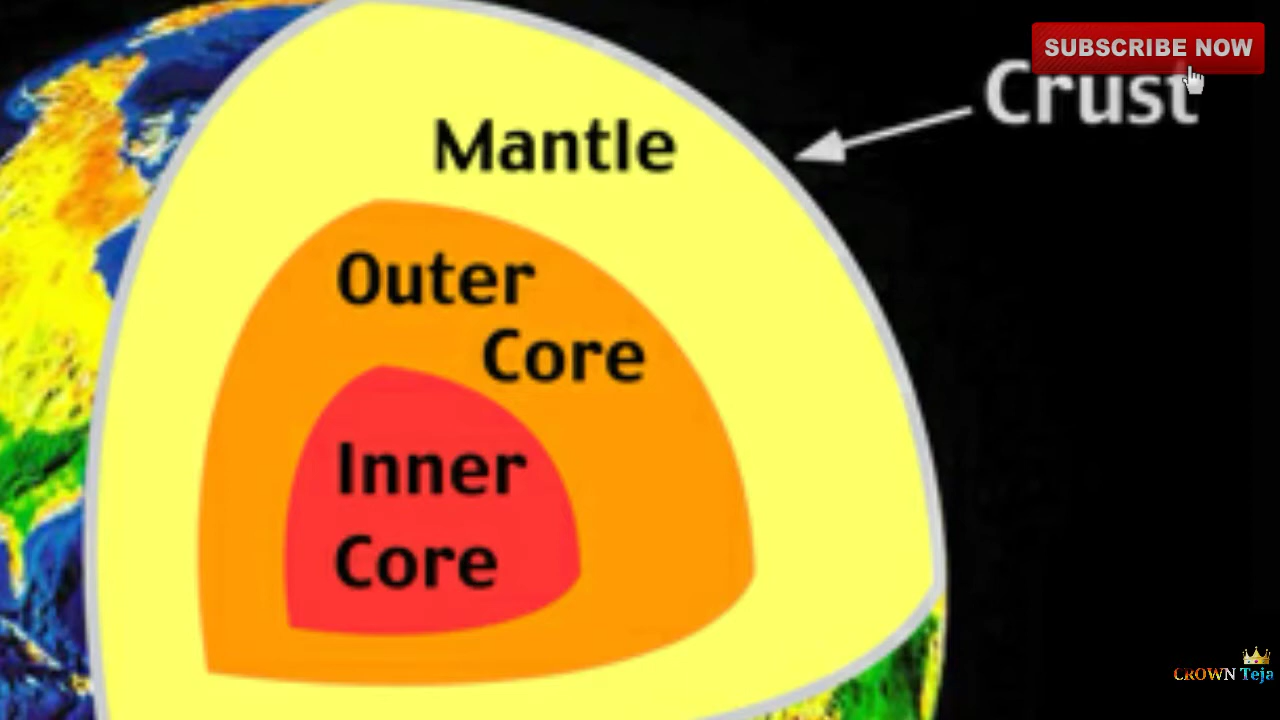 SUBSCRIBE NOW
Crust
Mantle
Outer
Core
Inner
Core
CROWN Teja